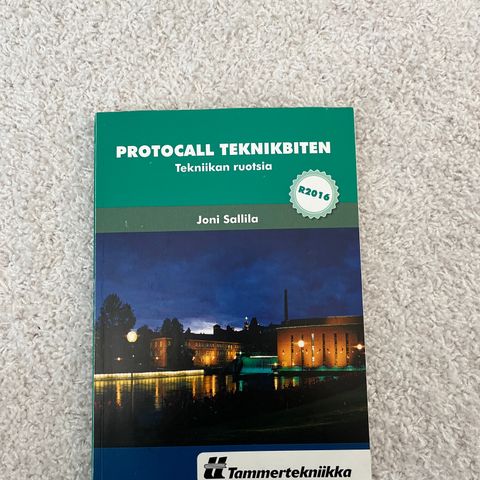 PROTOCALL TEKNIKBITEN
Tekniikan ruotsia
R2016
Joni Sallila
Tammertekniikka